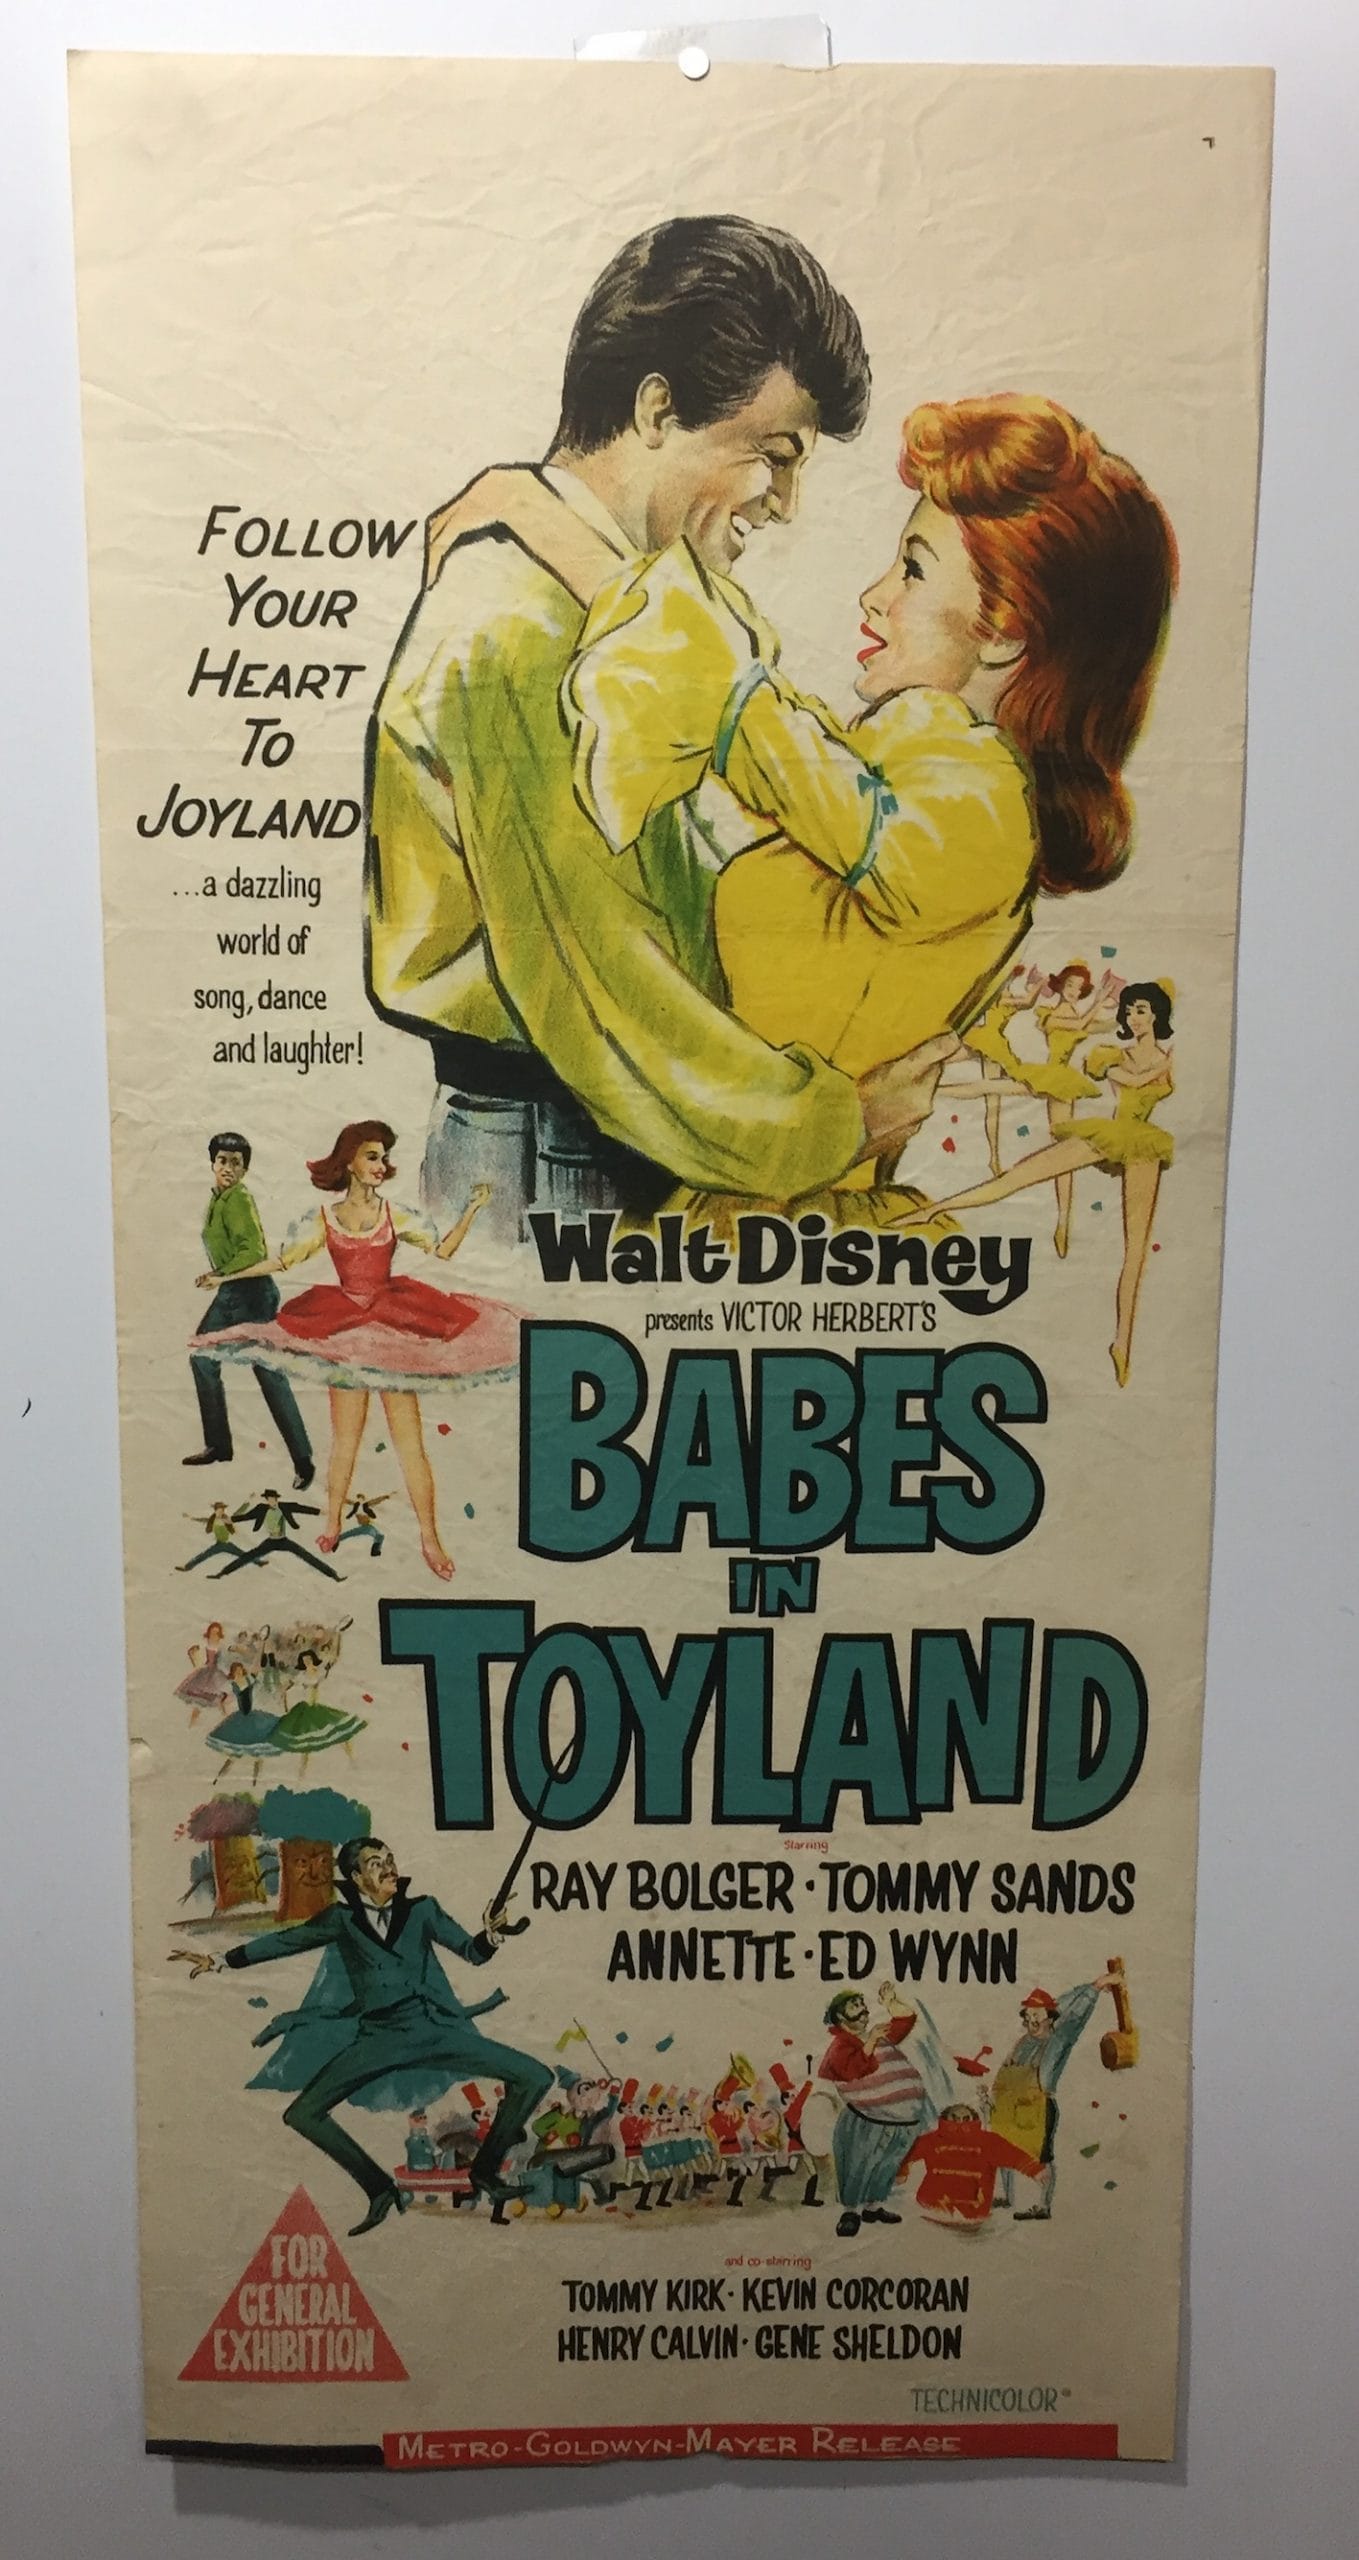 FOLLOW
YOUR
HEART
TO
JOYLAND
...a dazzling
world of
song, dance
and laughter!
Walt Disney
presents VICTOR HERBERT'S
BABES
IN
TOYLAND
Starring
RAY BOLGER · TOMMY SANDS
ANNETTE · ED WYNN
and co-starring
TOMMY KIRK · KEVIN CORCORAN
HENRY CALVIN · GENE SHELDON
FOR
GENERAL
EXHIBITION
TECHNICOLOR®
METRO-GOLDWYN-MAYER RELEASE